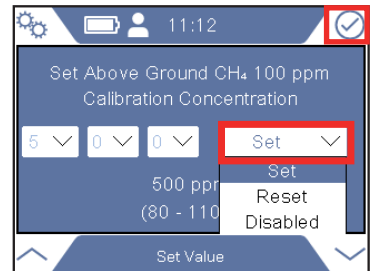 11:12
Set Above Ground CH₄ 100 ppm
Calibration Concentration
5 0 0 Set
Set
Reset
Disabled
500 ppm
(80 - 110
Set Value